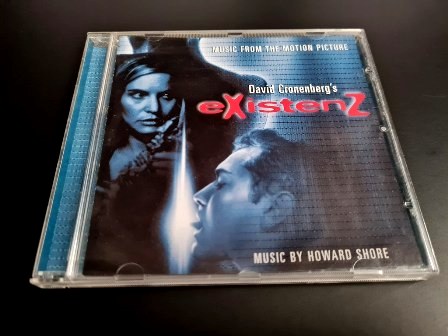 MUSIC FROM THE MOTION PICTURE
David Cronenberg's
eXistenZ
MUSIC BY HOWARD SHORE